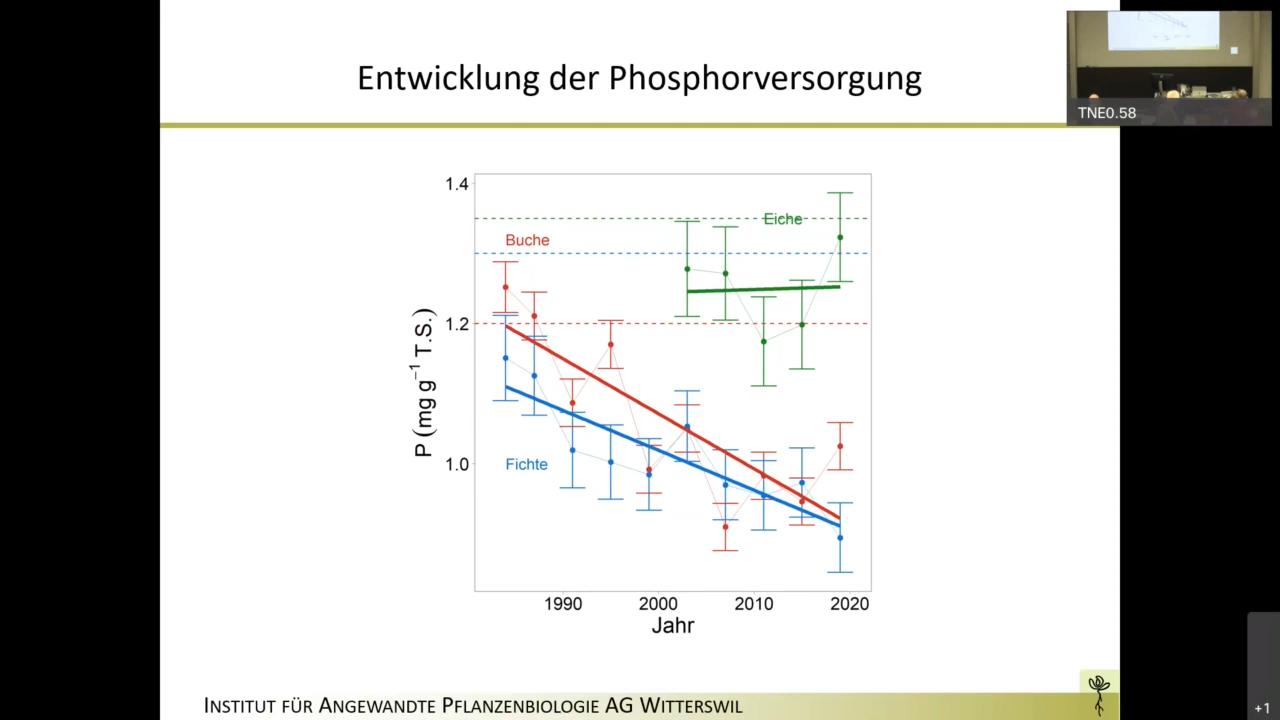 Entwicklung der Phosphorversorgung
TNE0.58
P (mg g⁻¹ T.S.)
1.4
1.2
1.0
Eiche
Buche
Fichte
1990 2000 2010 2020
Jahr
INSTITUT FÜR ANGEWANDTE PFLANZENBIOLOGIE AG WITTERSWIL
+1